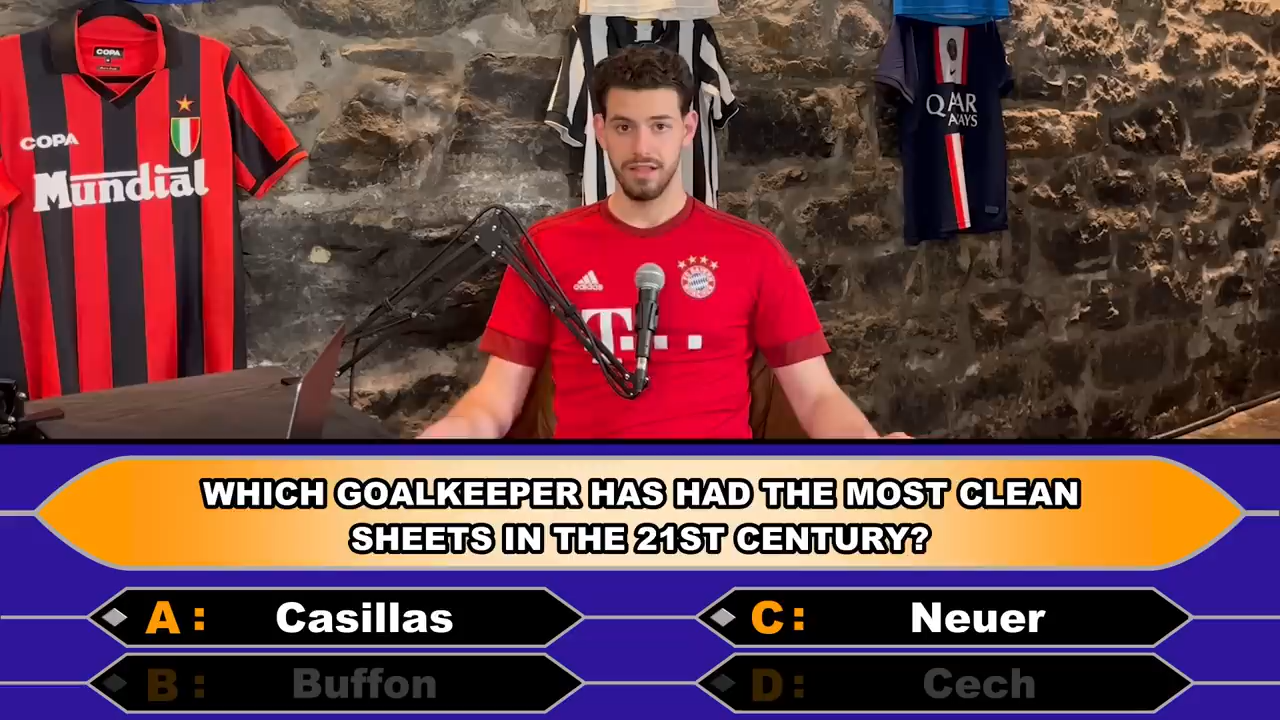 COPA
COPA
Mundial
adidas
T...
QATAR
AIRWAYS
WHICH GOALKEEPER HAS HAD THE MOST CLEAN
SHEETS IN THE 21ST CENTURY?
A: Casillas
C: Neuer
B: Buffon
D: Cech